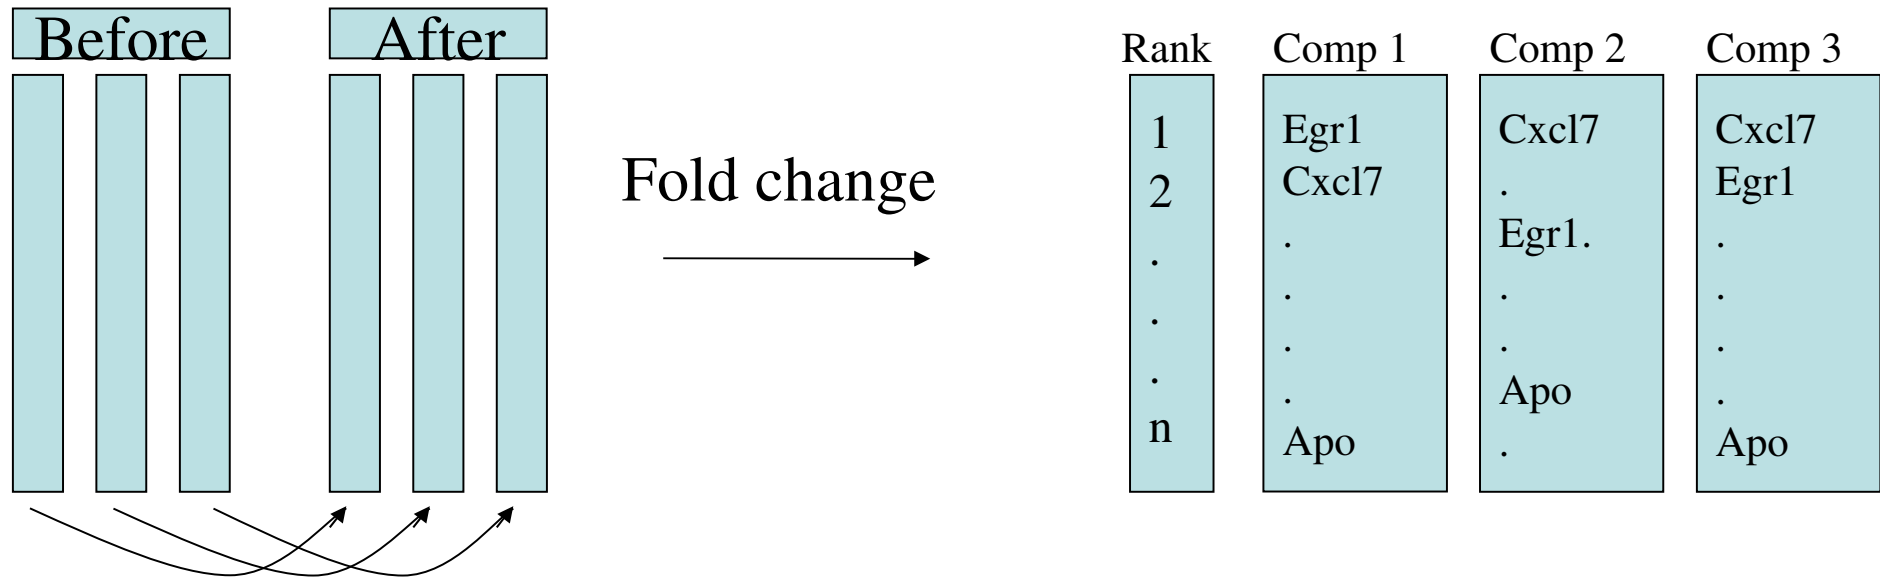 Before
After
Fold change
Rank
1
2
.
.
.
n
Comp 1
Egr1
Cxcl7
.
.
.
.
Apo
Comp 2
Cxcl7
.
Egr1.
.
.
Apo
.
Comp 3
Cxcl7
Egr1
.
.
.
.
Apo